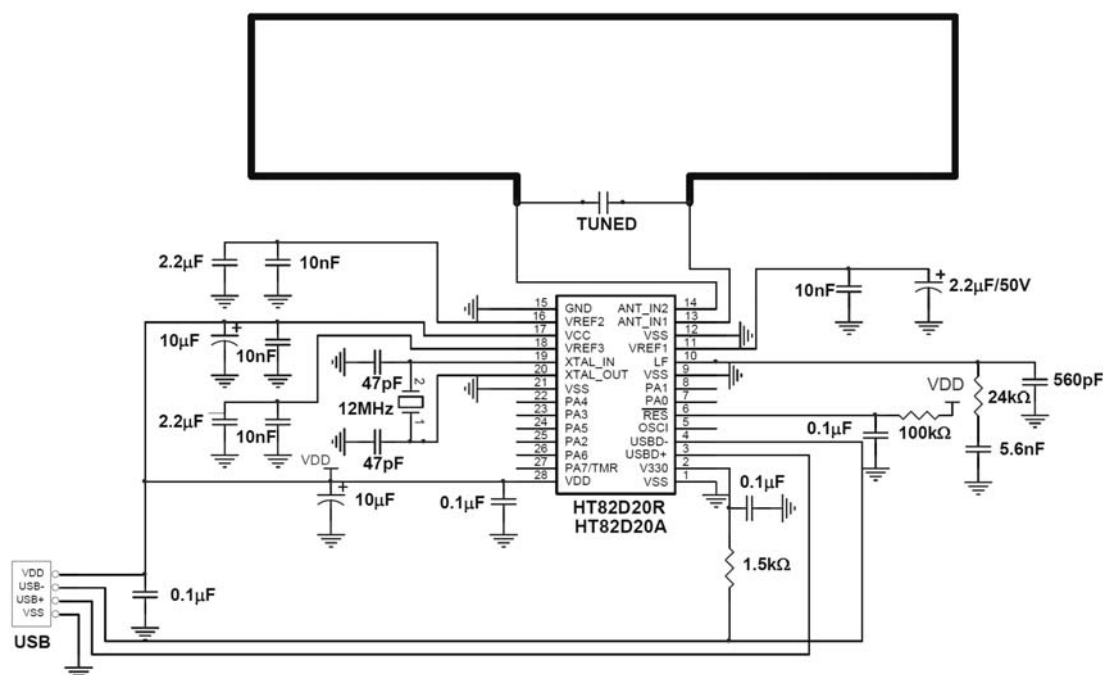 TUNED
2.2µF
10nF
10nF
2.2µF/50V
+
10µF
+
10nF
2.2µF
10nF
47pF
12MHz
2
1
47pF
15 GND
16 VREF2
17 VCC
18 VREF3
19 XTAL_IN
20 XTAL_OUT
21 VSS
22 PA4
23 PA3
24 PA5
25 PA2
26 PA6
27 PA7/TMR
28 VDD
ANT_IN2 14
ANT_IN1 13
VSS 12
VREF1 11
LF 10
VSS 9
PA1 8
PA0 7
RES 6
OSCI 5
USBD- 4
USBD+ 3
V330 2
VSS 1
HT82D20R
HT82D20A
VDD
10µF
+
0.1µF
VDD
0.1µF
100kΩ
24kΩ
560pF
5.6nF
0.1µF
1.5kΩ
VDD
USB-
USB+
VSS
USB
0.1µF